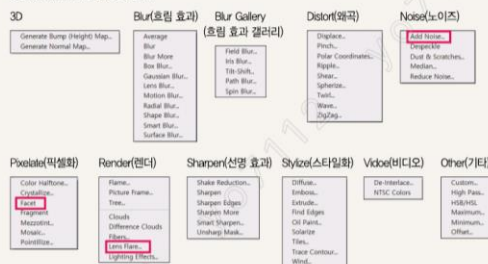 3D
Generate Bump (Height) Map...
Generate Normal Map...
Blur(흐림 효과)
Average
Blur
Blur More
Box Blur...
Gaussian Blur...
Lens Blur...
Motion Blur...
Radial Blur...
Shape Blur...
Smart Blur...
Surface Blur...
Blur Gallery
(흐림 효과 갤러리)
Field Blur...
Iris Blur...
Tilt-Shift...
Path Blur...
Spin Blur...
Distort(왜곡)
Displace...
Pinch...
Polar Coordinates...
Ripple...
Shear...
Spherize...
Twirl...
Wave...
ZigZag...
Noise(노이즈)
Add Noise...
Despeckle
Dust & Scratches...
Median...
Reduce Noise...
Pixelate(픽셀화)
Color Halftone...
Crystallize...
Facet
Fragment
Mezzotint...
Mosaic...
Pointillize...
Render(렌더)
Flame...
Picture Frame...
Tree...
Clouds
Difference Clouds
Fibers...
Lens Flare...
Lighting Effects...
Sharpen(선명 효과)
Shake Reduction...
Sharpen
Sharpen Edges
Sharpen More
Smart Sharpen...
Unsharp Mask...
Stylize(스타일화)
Diffuse...
Emboss...
Extrude...
Find Edges
Oil Paint...
Solarize
Tiles...
Trace Contour...
Wind...
Vidoe(비디오)
De-Interlace...
NTSC Colors
Other(기타)
Custom...
High Pass...
HSB/HSL
Maximum...
Minimum...
Offset...